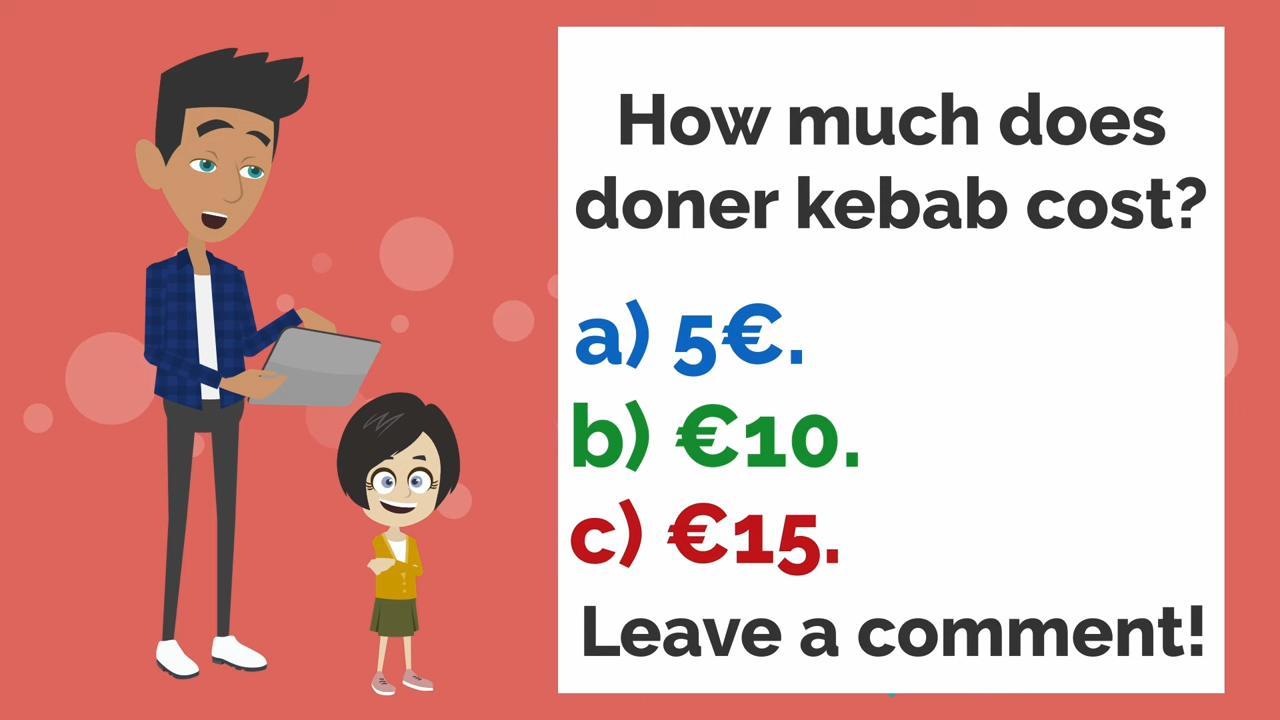 How much does
doner kebab cost?
a) 5€.
b) €10.
c) €15.
Leave a comment!